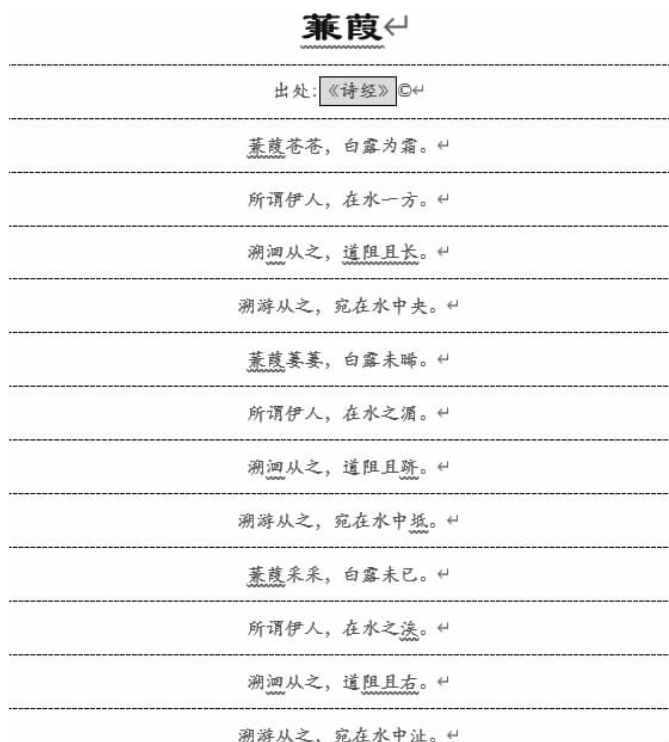 蒹葭↵
出处:《诗经》©↵
蒹葭苍苍，白露为霜。↵
所谓伊人，在水一方。↵
溯洄从之，道阻且长。↵
溯游从之，宛在水中央。↵
蒹葭萋萋，白露未晞。↵
所谓伊人，在水之湄。↵
溯洄从之，道阻且跻。↵
溯游从之，宛在水中坻。↵
蒹葭采采，白露未已。↵
所谓伊人，在水之涘。↵
溯洄从之，道阻且右。↵
溯游从之，宛在水中沚。↵